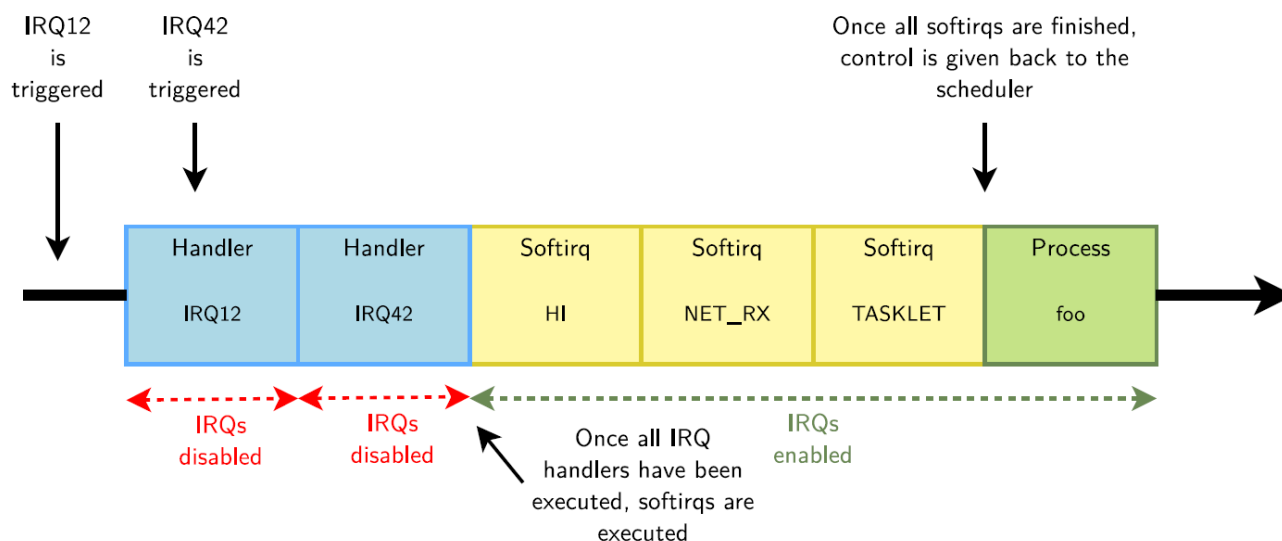 IRQ12
is
triggered
IRQ42
is
triggered
Once all softirqs are finished,
control is given back to the
scheduler
Handler
IRQ12
Handler
IRQ42
Softirq
HI
Softirq
NET_RX
Softirq
TASKLET
Process
foo
IRQs
disabled
IRQs
disabled
Once all IRQ
handlers have been
executed, softirqs are
executed
IRQs
enabled